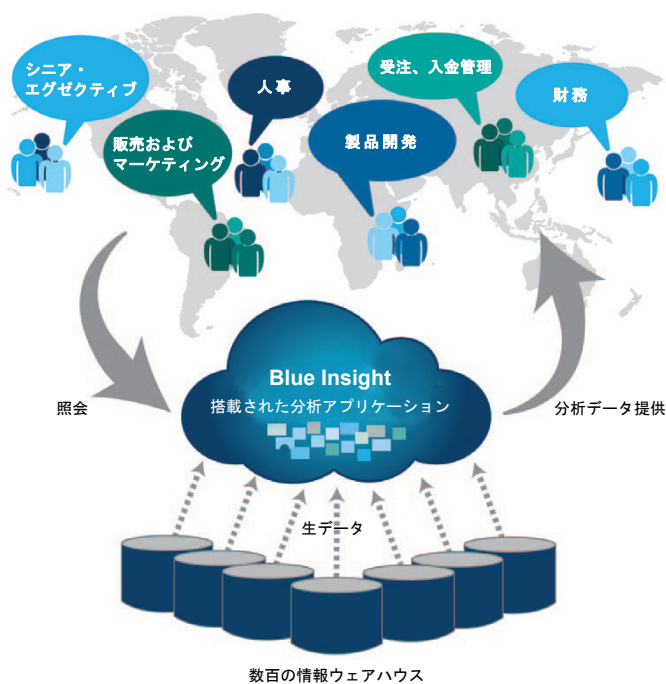 シニア・
エグゼクティブ
人事
受注、入金管理
財務
販売および
マーケティング
製品開発
Blue Insight
搭載された分析アプリケーション
照会
分析データ提供
生データ
数百の情報ウェアハウス